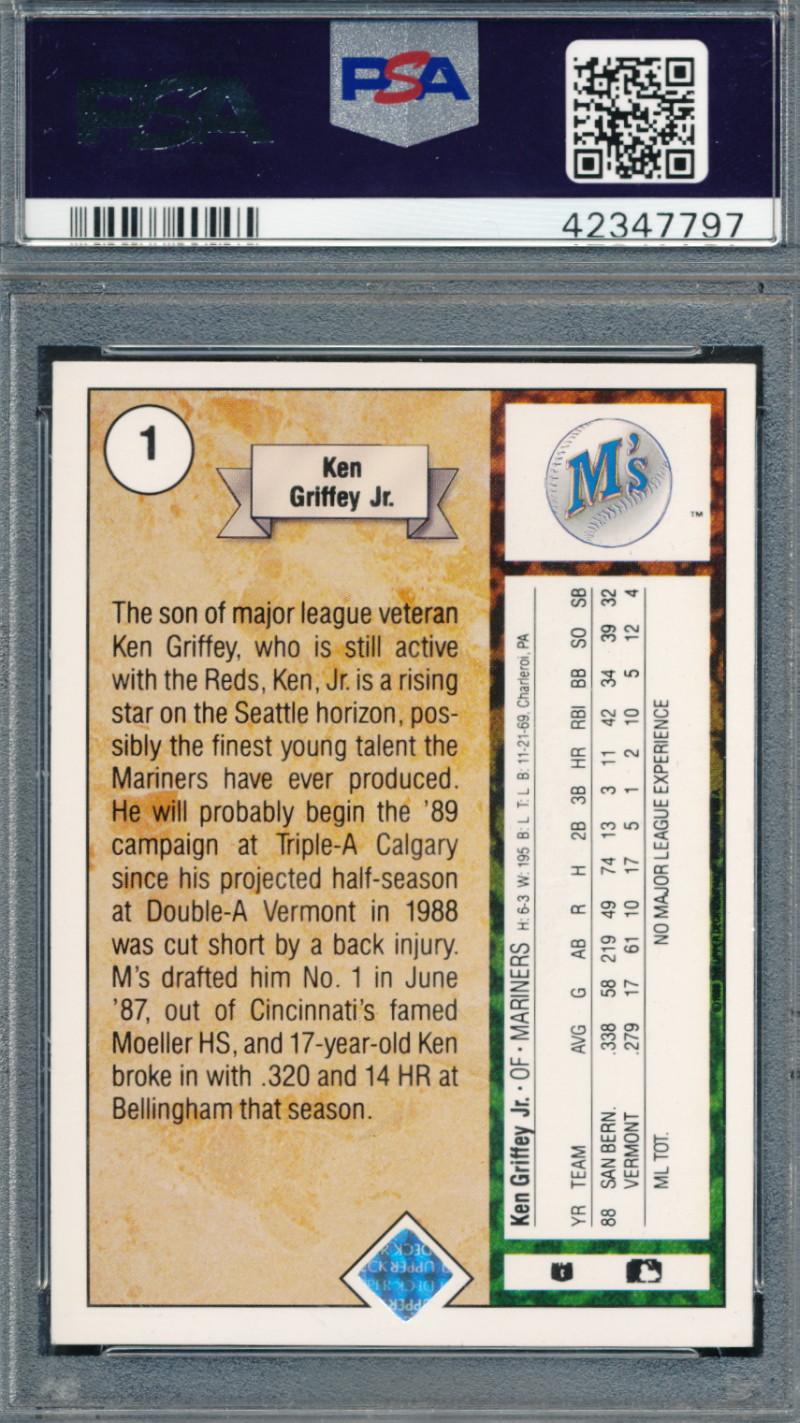 PSA
PSA
42347797
1
Ken
Griffey Jr.
The son of major league veteran
Ken Griffey, who is still active
with the Reds, Ken, Jr. is a rising
star on the Seattle horizon, pos-
sibly the finest young talent the
Mariners have ever produced.
He will probably begin the '89
campaign at Triple-A Calgary
since his projected half-season
at Double-A Vermont in 1988
was cut short by a back injury.
M's drafted him No. 1 in June
'87, out of Cincinnati's famed
Moeller HS, and 17-year-old Ken
broke in with .320 and 14 HR at
Bellingham that season.
M's
TM
Ken Griffey Jr. • OF • MARINERS H: 6-3 W: 195 B: L T: L B: 11-21-69, Charleroi, PA
YR TEAM AVG G AB R H 2B 3B HR RBI BB SO SB
88 SAN BERN. .338 58 219 49 74 13 3 11 42 34 39 32
VERMONT .279 17 61 10 17 5 1 2 10 5 12 4
ML TOT. NO MAJOR LEAGUE EXPERIENCE
DECK
UPPER
UPPER